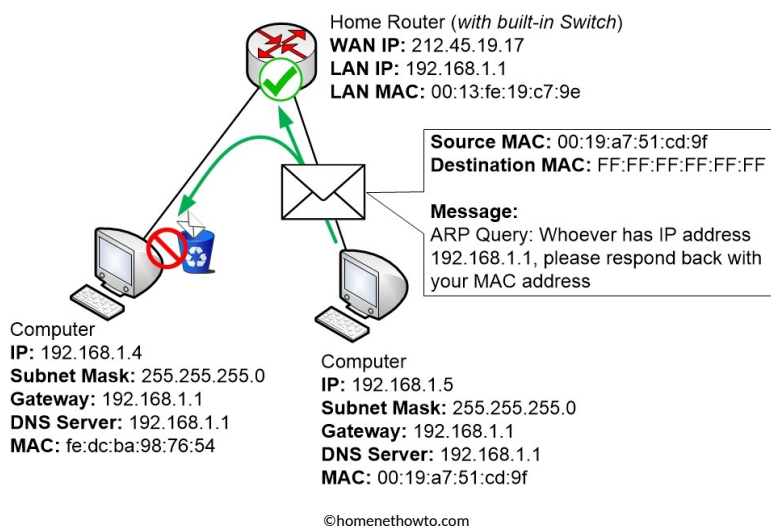 Home Router (with built-in Switch)
WAN IP: 212.45.19.17
LAN IP: 192.168.1.1
LAN MAC: 00:13:fe:19:c7:9e
Source MAC: 00:19:a7:51:cd:9f
Destination MAC: FF:FF:FF:FF:FF:FF
Message:
ARP Query: Whoever has IP address
192.168.1.1, please respond back with
your MAC address
Computer
IP: 192.168.1.4
Subnet Mask: 255.255.255.0
Gateway: 192.168.1.1
DNS Server: 192.168.1.1
MAC: fe:dc:ba:98:76:54
Computer
IP: 192.168.1.5
Subnet Mask: 255.255.255.0
Gateway: 192.168.1.1
DNS Server: 192.168.1.1
MAC: 00:19:a7:51:cd:9f
©homenethowto.com